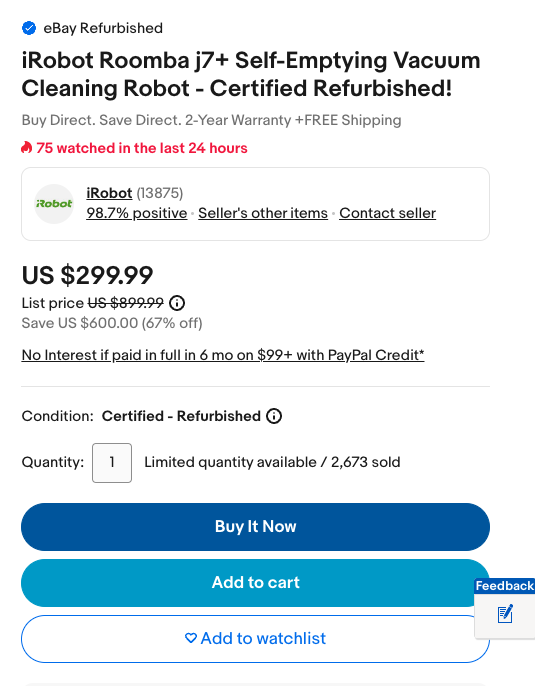 eBay Refurbished
iRobot Roomba j7+ Self-Emptying Vacuum
Cleaning Robot - Certified Refurbished!
Buy Direct. Save Direct. 2-Year Warranty +FREE Shipping
75 watched in the last 24 hours
iRobot
iRobot (13875)
98.7% positive · Seller's other items · Contact seller
US $299.99
List price US $899.99
Save US $600.00 (67% off)
No Interest if paid in full in 6 mo on $99+ with PayPal Credit*
Condition: Certified - Refurbished
Quantity: 1 Limited quantity available / 2,673 sold
Buy It Now
Add to cart
Feedback
Add to watchlist